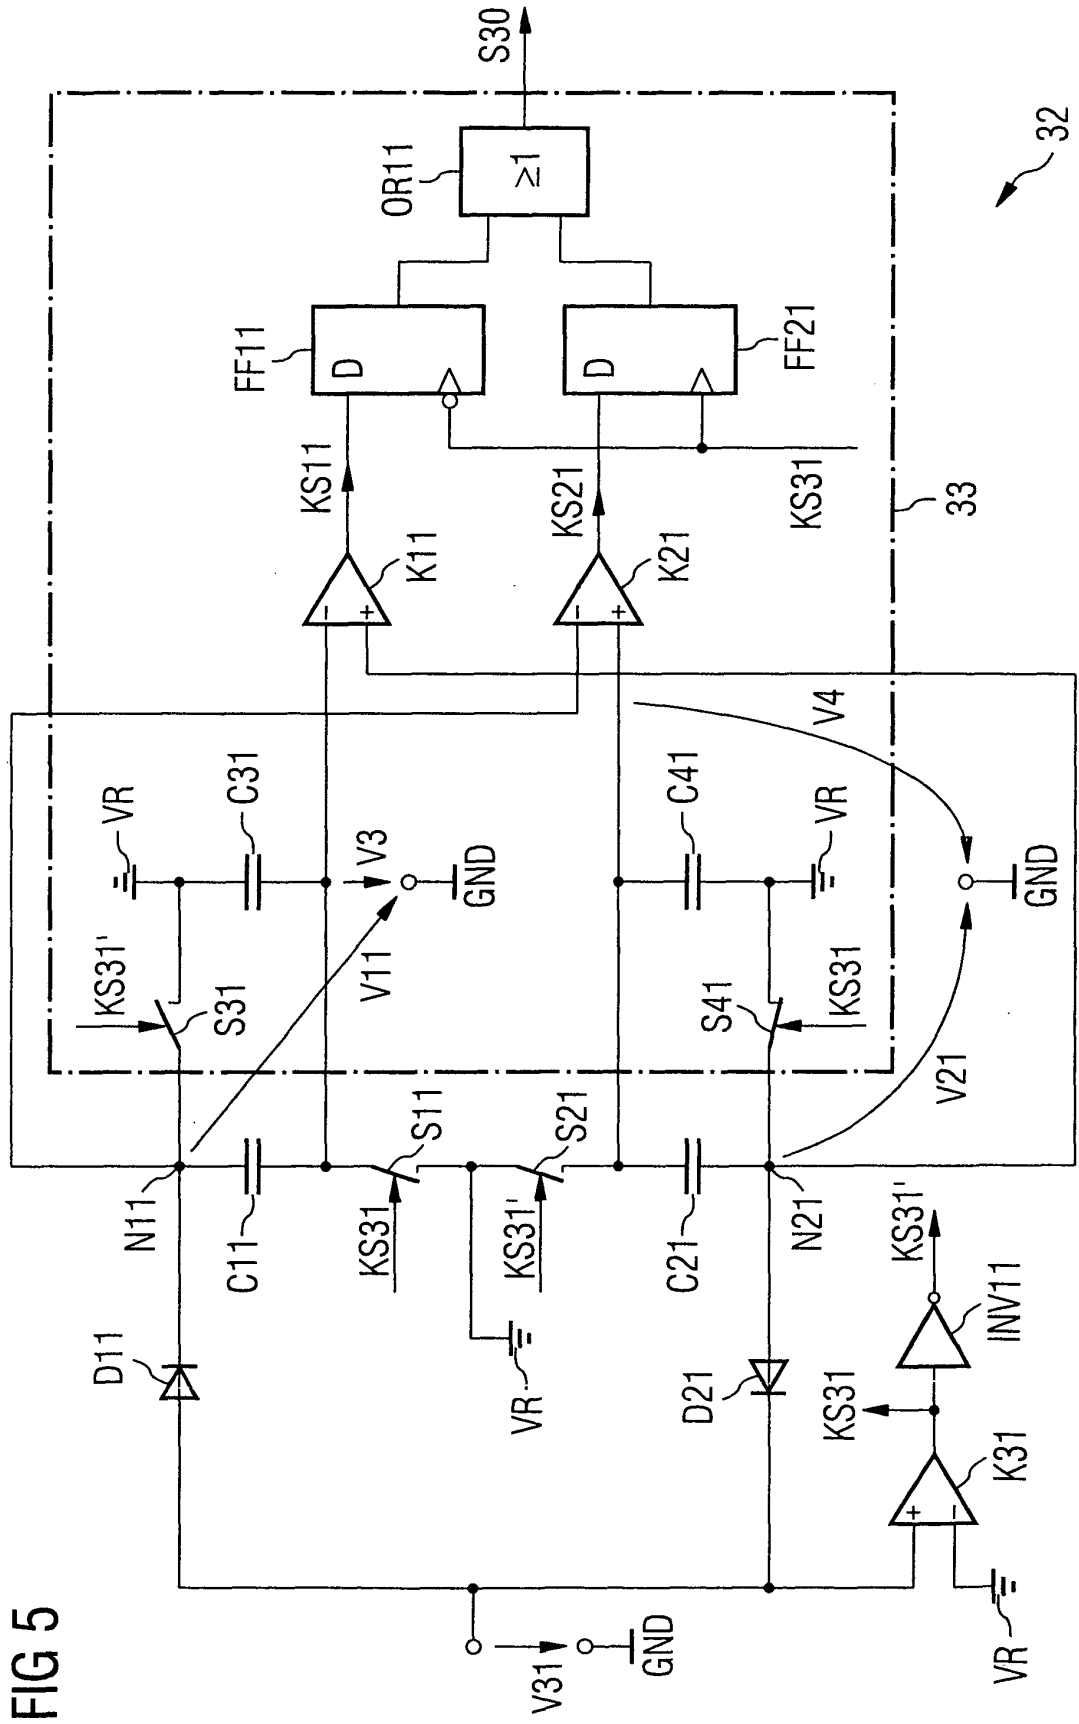 FIG 5
S30
32
OR11
≥1
FF11
D
FF21
D
KS11
KS21
KS31
33
K11
-
+
K21
-
+
VR
C31
V3
GND
V11
KS31'
S31
V4
C41
VR
GND
S41
KS31
V21
N11
C11
S11
KS31
S21
KS31'
C21
N21
VR
D11
D21
KS31'
INV11
KS31
K31
+
-
VR
V31
GND